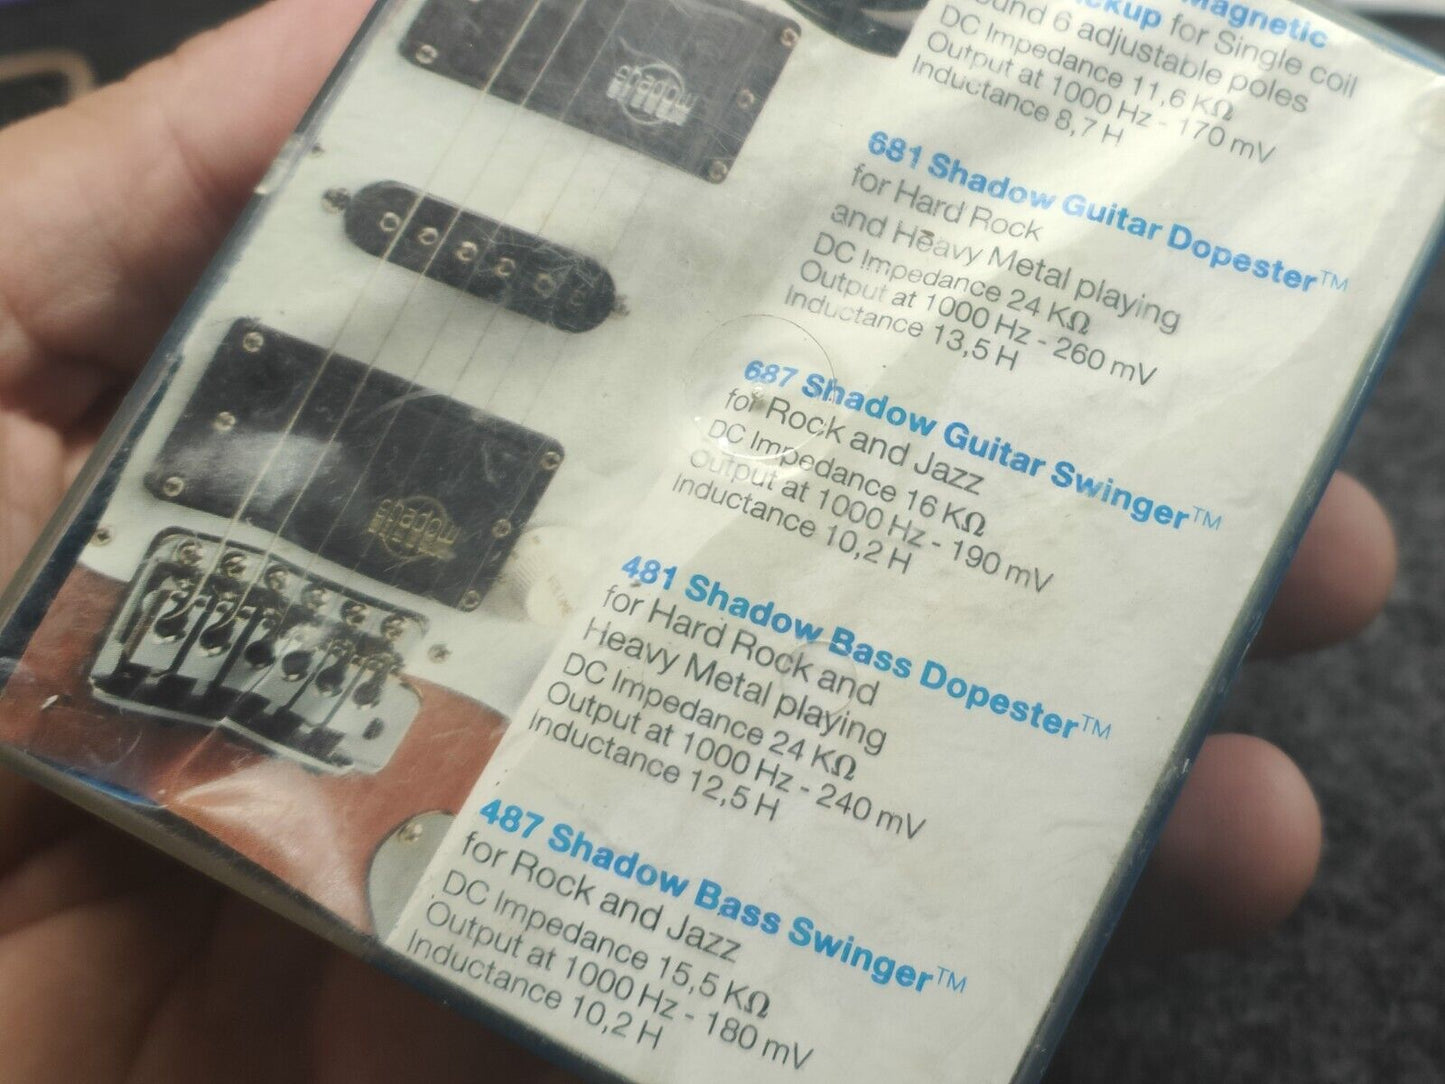 Magnetic
for Single coil
6 adjustable poles
DC Impedance 11,6 KΩ
Output at 1000 Hz - 170 mV
Inductance 8,7 H
681 Shadow Guitar Dopester™
for Hard Rock
and Heavy Metal playing
DC Impedance 24 KΩ
Output at 1000 Hz - 260 mV
Inductance 13,5 H
687 Shadow Guitar Swinger™
for Rock and Jazz
DC Impedance 16 KΩ
Output at 1000 Hz - 190 mV
Inductance 10,2 H
481 Shadow Bass Dopester™
for Hard Rock and
Heavy Metal playing
DC Impedance 24 KΩ
Output at 1000 Hz - 240 mV
Inductance 12,5 H
487 Shadow Bass Swinger™
for Rock and Jazz
DC Impedance 15,5 KΩ
Output at 1000 Hz - 180 mV
Inductance 10,2 H
shadow
shadow